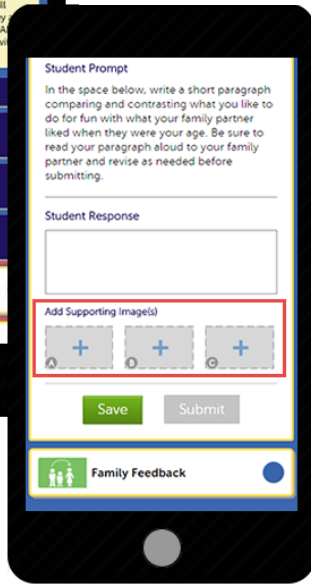 Student Prompt
In the space below, write a short paragraph
comparing and contrasting what you like to
do for fun with what your family partner
liked when they were your age. Be sure to
read your paragraph aloud to your family
partner and revise as needed before
submitting.
Student Response
Add Supporting Image(s)
A
B
C
Save
Submit
Family Feedback